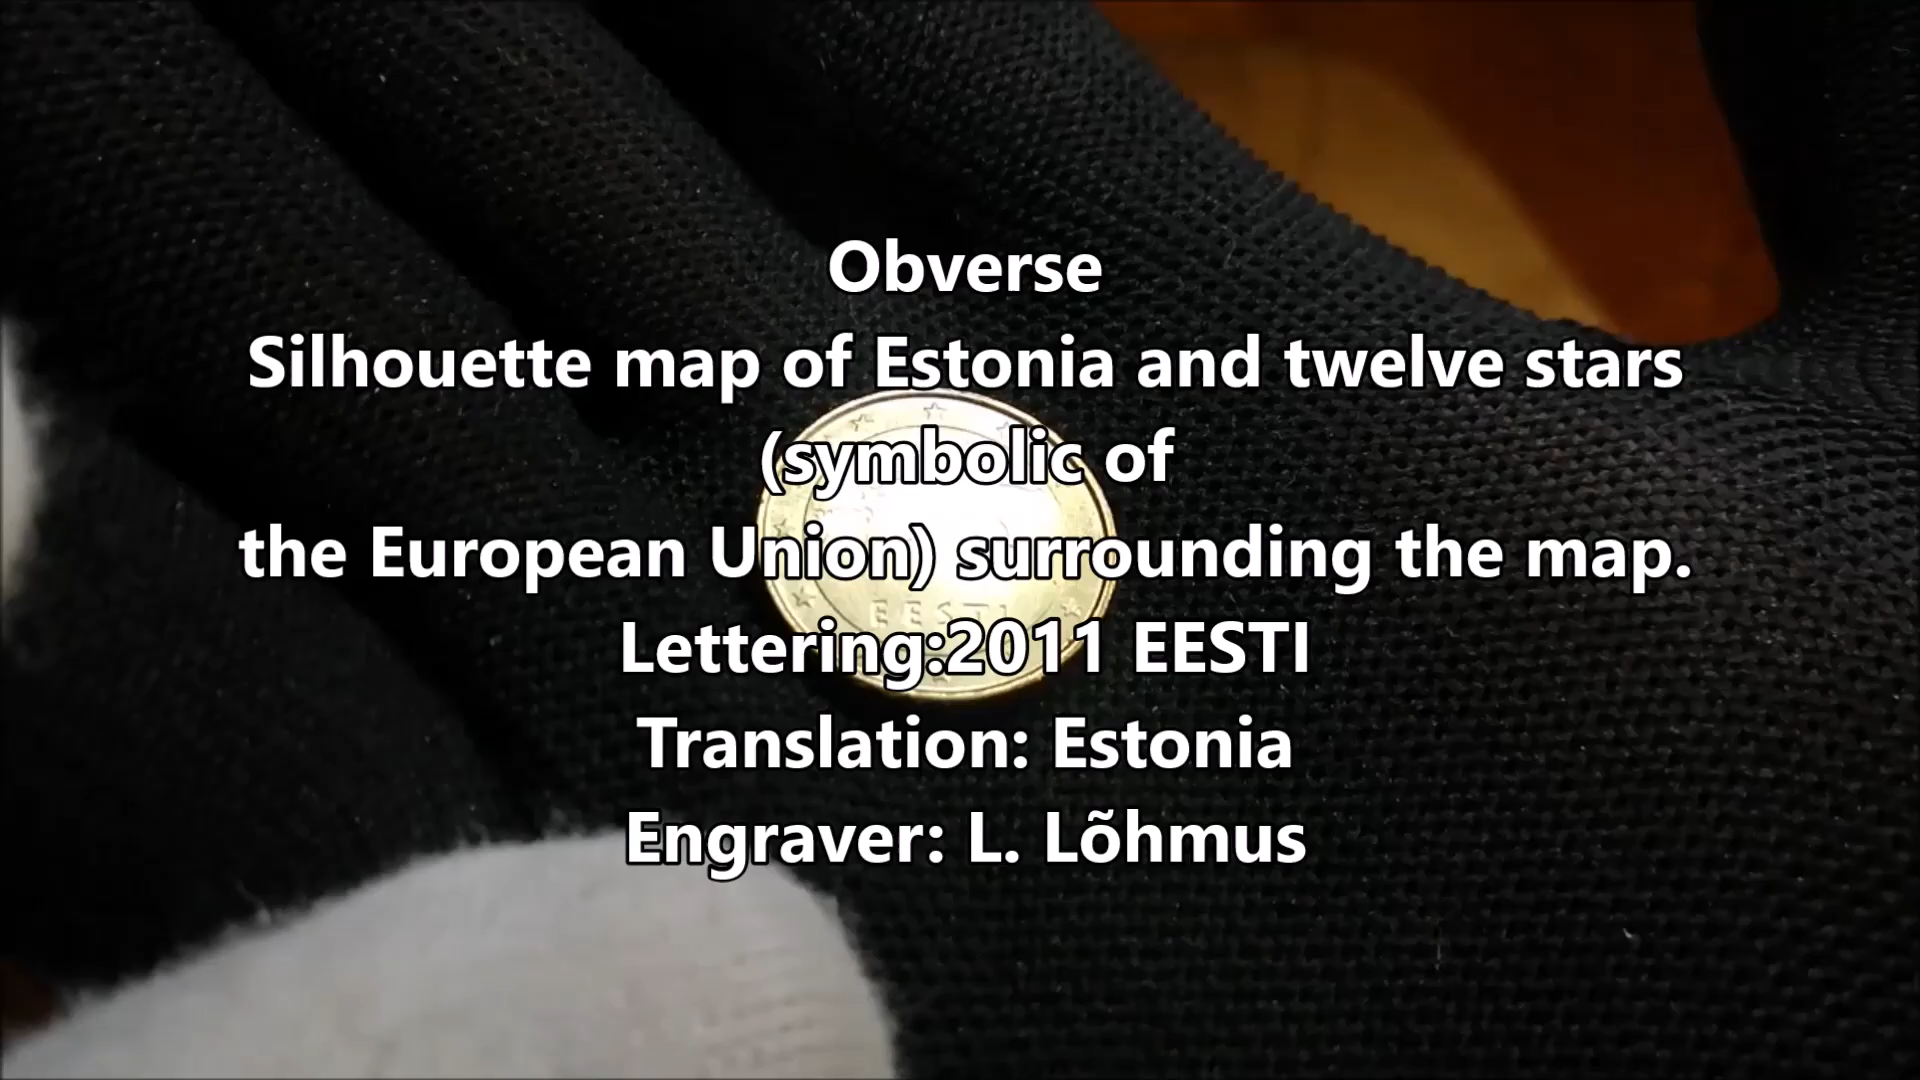 Obverse
Silhouette map of Estonia and twelve stars
(symbolic of
the European Union) surrounding the map.
EESTI
Lettering:2011 EESTI
Translation: Estonia
Engraver: L. Lõhmus